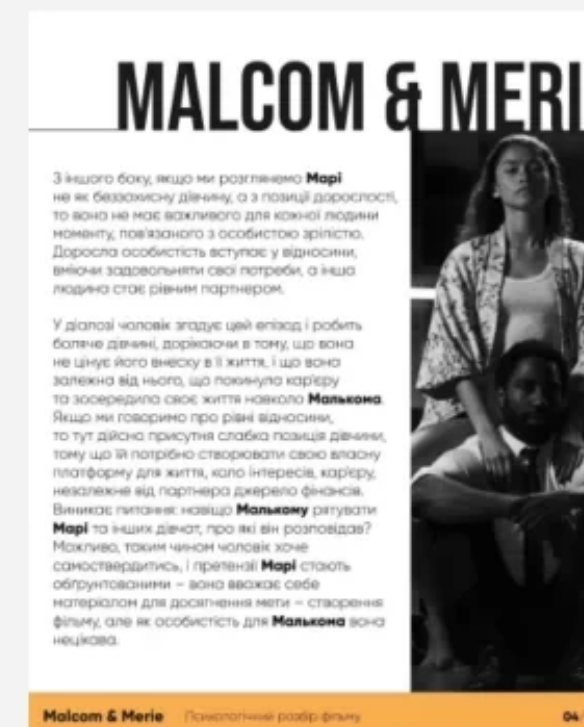 MALCOM & MERI
З іншого боку, якщо ми розглянемо Марі
не як беззахисну дівчину, а з позиції дорослості,
то вона не має важливого для кожної людини
моменту, пов'язаного з особистою зрілістю.
Доросла особистість вступає у відносини,
вміючи задовольняти свої потреби, а інша
людина стає рівним партнером.
У діалозі чоловік згадує цей епізод і робить
боляче дівчині, дорікаючи в тому, що вона
не цінує його внеску в її життя, і що вона
залежна від нього, що покинула кар'єру
та зосередила своє життя навколо Малькома.
Якщо ми говоримо про рівні відносини,
то тут дійсно присутня слабка позиція дівчини,
тому що їй потрібно створювати свою власну
платформу для життя, коло інтересів, кар'єру,
незалежне від партнера джерело фінансів.
Виникає питання: навіщо Малькому рятувати
Марі та інших дівчат, про які він розповідав?
Можливо, таким чином чоловік хоче
самоствердитись, і претензії Марі стають
обґрунтованими – вона вважає себе
матеріалом для досягнення мети – створення
фільму, але як особистість для Малькома вона
нецікава.
Malcom & Merie Психологічний розбір фільму 04